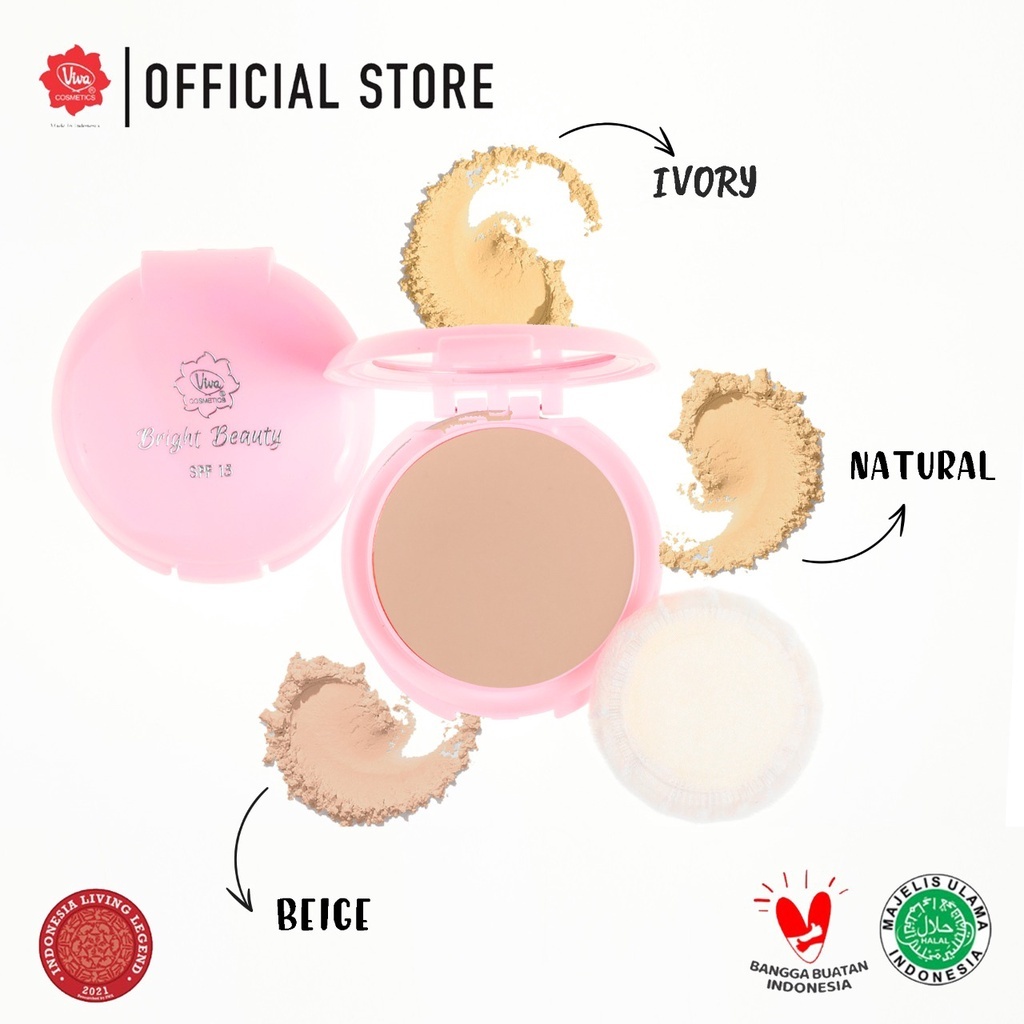 Viva
COSMETICS
OFFICIAL STORE
IVORY
Viva
COSMETICS
Bright Beauty
SPF 15
NATURAL
BEIGE
INDONESIA LIVING LEGEND
2021
BANGGA BUATAN
INDONESIA
MAJELIS ULAMA
حلال
HALAL
INDONESIA